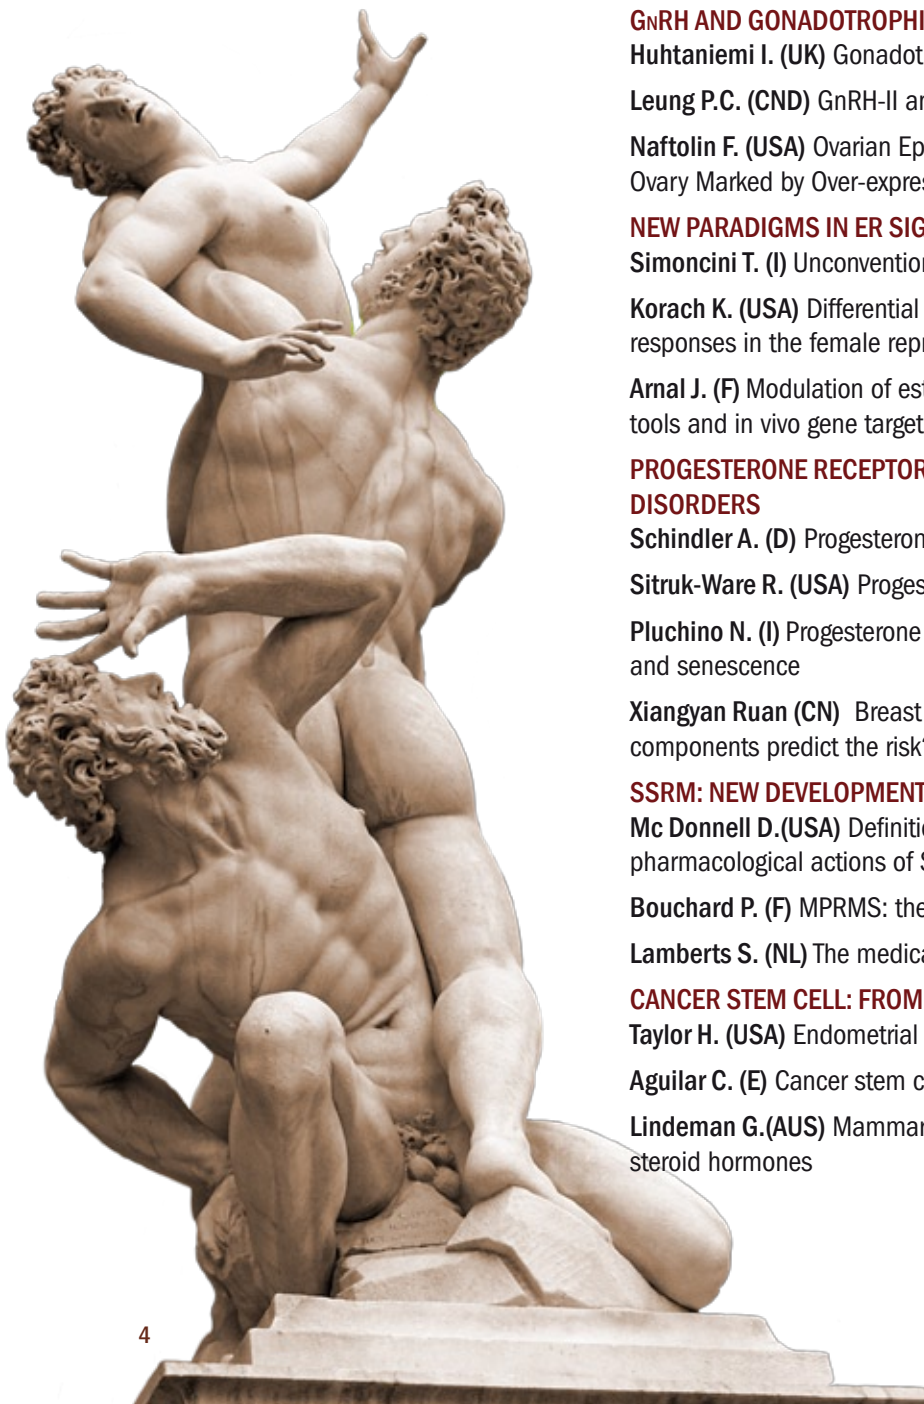 GNRH AND GONADOTROPHI
Huhtaniemi I. (UK) Gonadot
Leung P.C. (CND) GnRH-II a
Naftolin F. (USA) Ovarian Ep
Ovary Marked by Over-expres
NEW PARADIGMS IN ER SIG
Simoncini T. (I) Unconvention
Korach K. (USA) Differential
responses in the female repr
Arnal J. (F) Modulation of est
tools and in vivo gene target
PROGESTERONE RECEPTOR
DISORDERS
Schindler A. (D) Progesteron
Sitruk-Ware R. (USA) Proges
Pluchino N. (I) Progesterone
and senescence
Xiangyan Ruan (CN) Breast
components predict the risk
SSRM: NEW DEVELOPMENT
Mc Donnell D.(USA) Definitio
pharmacological actions of S
Bouchard P. (F) MPRMS: the
Lamberts S. (NL) The medica
CANCER STEM CELL: FROM
Taylor H. (USA) Endometrial
Aguilar C. (E) Cancer stem c
Lindeman G.(AUS) Mammar
steroid hormones
4